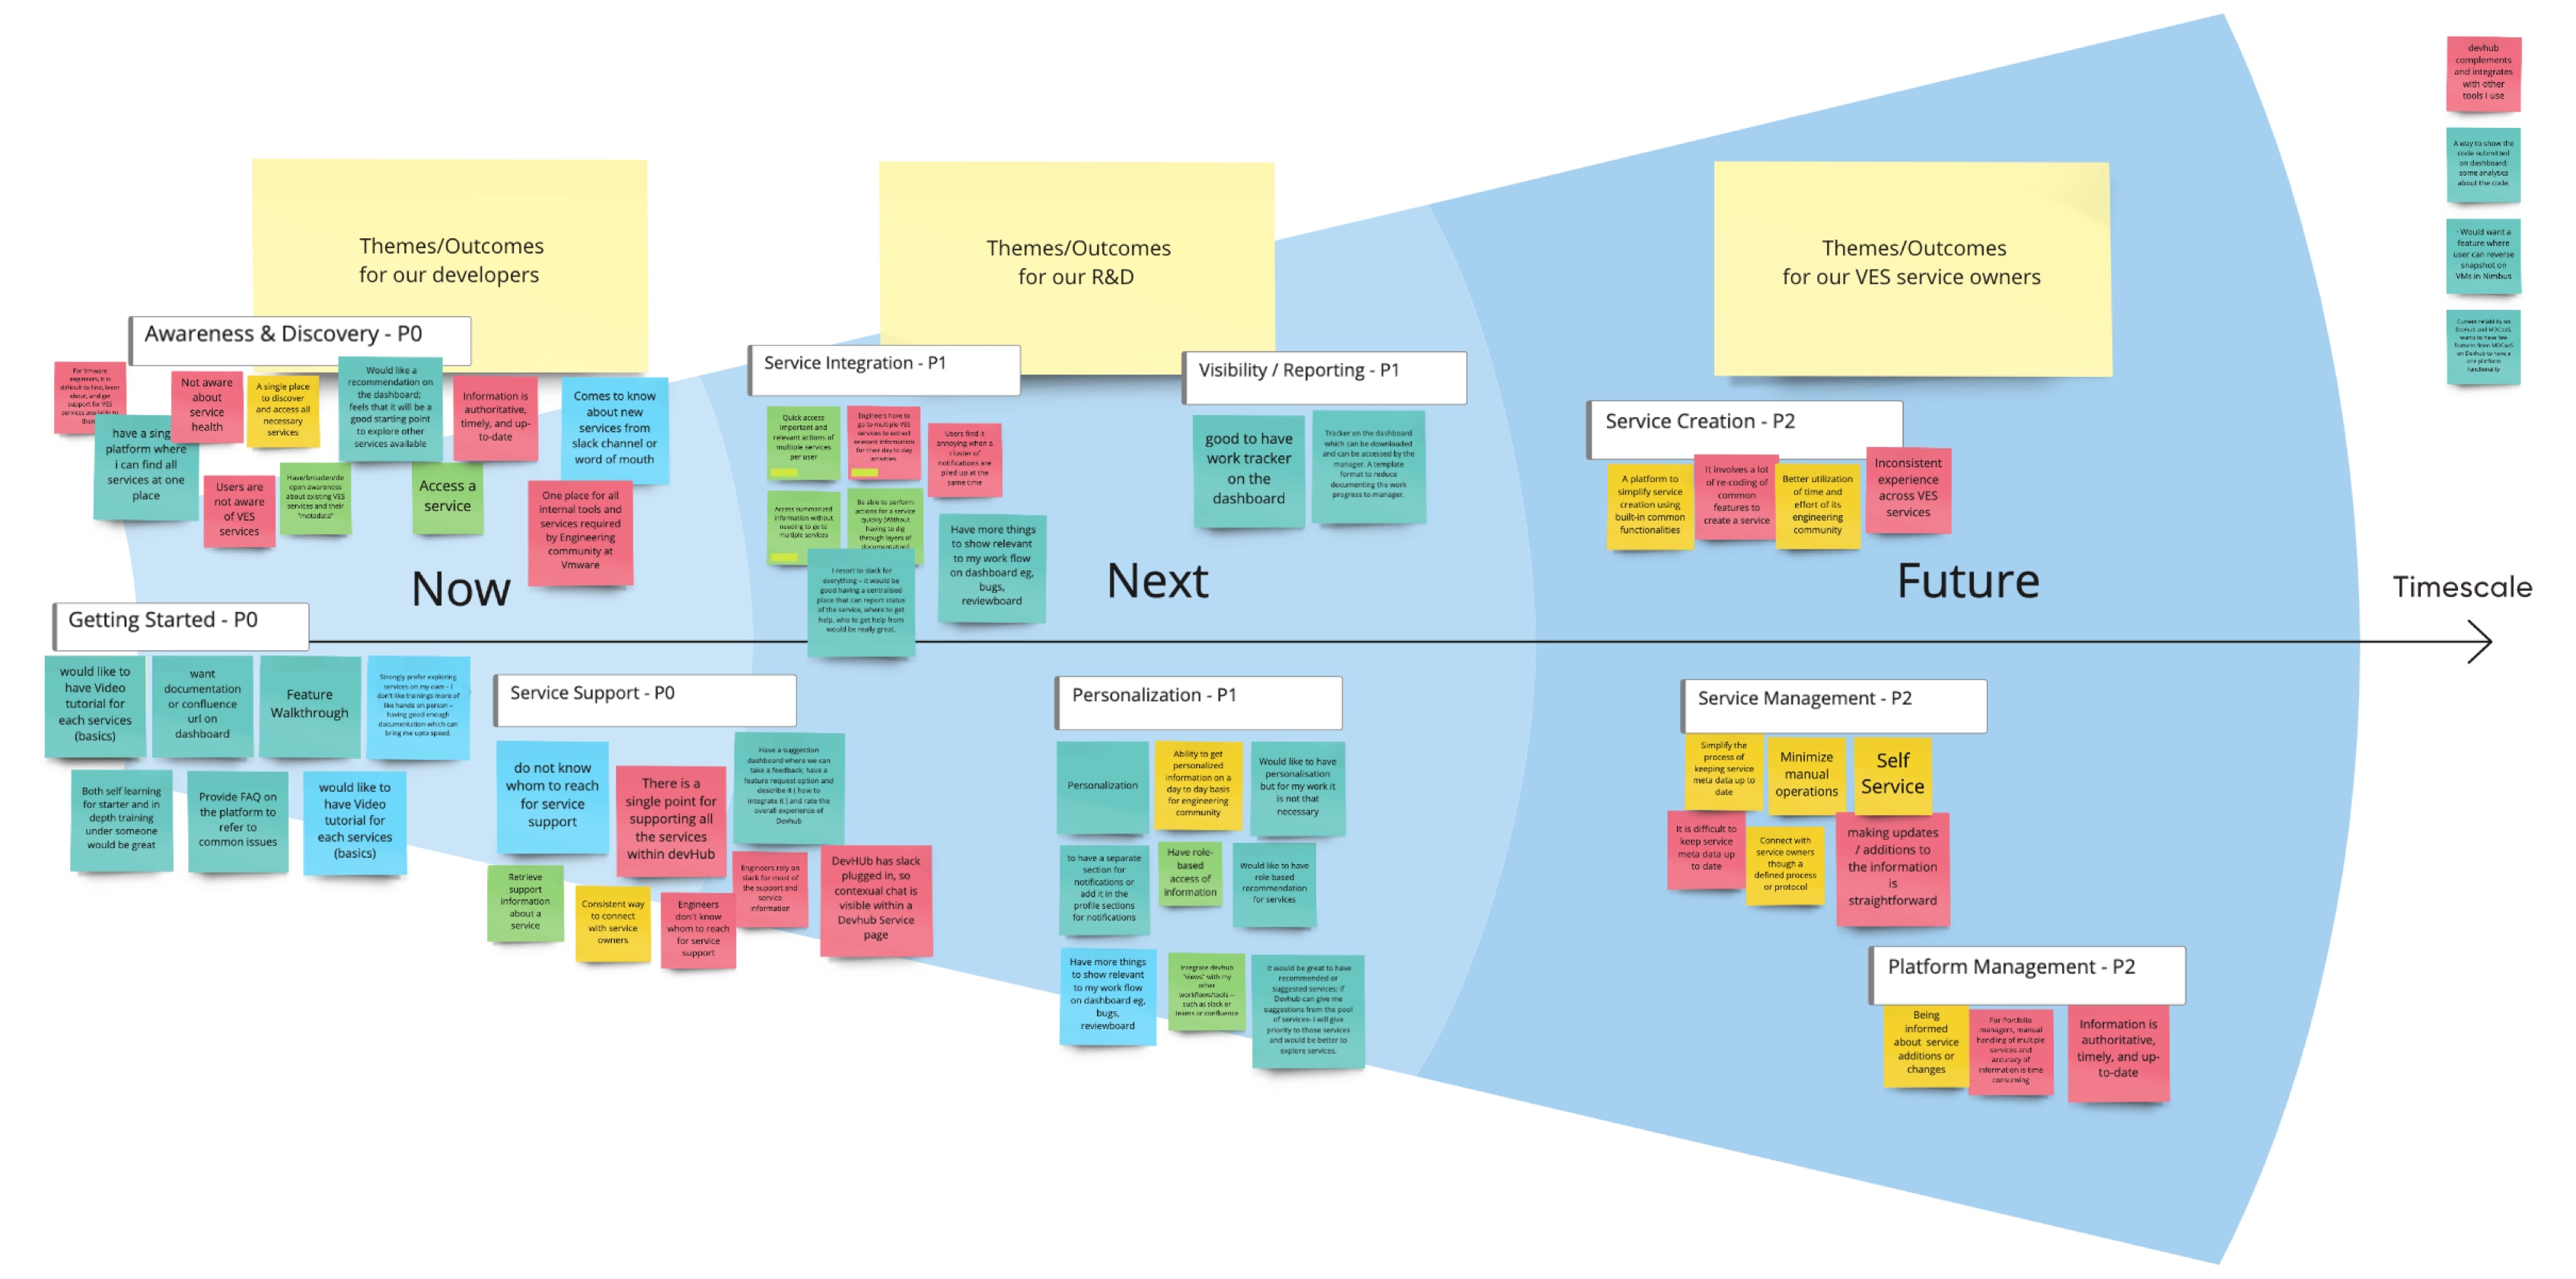 Themes/Outcomes
for our developers
Themes/Outcomes
for our R&D
Themes/Outcomes
for our VES service owners
Awareness & Discovery - P0
For Vmware
engineers, it is
difficult to find, learn
about, and get
support for VES
services available to
them
have a sing
platform where
i can find all
services at one
place
Not aware
about
service
health
A single place
to discover
and access all
necessary
services
Would like a
recommendation on
the dashboard;
feels that it will be a
good starting point
to explore other
services available
Information is
authoritative,
timely, and up-
to-date
Comes to know
about new
services from
slack channel or
word of mouth
Users are
not aware
of VES
services
Have/broaden/de
epen awareness
about existing VES
services and their
"metadata"
Access a
service
One place for all
internal tools and
services required
by Engineering
community at
Vmware
Now
Getting Started - P0
would like to
have Video
tutorial for
each services
(basics)
want
documentation
or confluence
url on
dashboard
Feature
Walkthrough
Strongly prefer exploring
services on my own – I
don't like trainings more of
like hands on person –
having good enough
documentation which can
bring me upto speed.
Both self learning
for starter and in
depth training
under someone
would be great
Provide FAQ on
the platform to
refer to
common issues
would like to
have Video
tutorial for
each services
(basics)
Service Support - P0
do not know
whom to reach
for service
support
There is a
single point for
supporting all
the services
within devHub
Have a suggestion
dashboard where we can
take a feedback; have a
feature request option and
describe it ( how to
integrate it ) and rate the
overall experience of
Devhub
Retrieve
support
information
about a
service
Consistent way
to connect
with service
owners
Engineers
don't know
whom to reach
for service
support
Engineers rely on
slack for most of
the support and
service
information
DevHUb has slack
plugged in, so
contexual chat is
visible within a
Devhub Service
page
Service Integration - P1
Quick access
important and
relevant actions of
multiple services
per user
Engineers have to
go to multiple VES
services to extract
relevant information
for their day to day
activities
Users find it
annoying when a
cluster of
notifications are
piled up at the
same time
Access summarized
information without
needing to go to
multiple services
Be able to perform
actions for a service
quickly (Without
having to dig
through layers of
documentation)
I resort to slack for
everything – it would be
good having a centralised
place that can report status
of the service, where to get
help, who to get help from
would be really great.
Have more things
to show relevant
to my work flow
on dashboard eg,
bugs,
reviewboard
Visibility / Reporting - P1
good to have
work tracker
on the
dashboard
Tracker on the dashboard
which can be downloaded
and can be accessed by the
manager. A template
format to reduce
documenting the work
progress to manager.
Next
Personalization - P1
Personalization
Ability to get
personalized
information on a
day to day basis
for engineering
community
Would like to have
personalisation
but for my work it
is not that
necessary
to have a separate
section for
notifications or
add it in the
profile sections
for notifications
Have role-
based
access of
information
Would like to have
role based
recommendation
for services
Have more things
to show relevant
to my work flow
on dashboard eg,
bugs,
reviewboard
Integrate devhub
"views" with my
other
workflows/tools –
such as slack or
teams or confluence
It would be great to have
recommended or
suggested services; if
Devhub can give me
suggestions from the pool
of services- I will give
priority to those services
and would be better to
explore services.
Service Creation - P2
A platform to
simplify service
creation using
built-in common
functionalities
It involves a lot
of re-coding of
common
features to
create a service
Better utilization
of time and
effort of its
engineering
community
Inconsistent
experience
across VES
services
Future
Timescale
Service Management - P2
Simplify the
process of
keeping service
meta data up to
date
Minimize
manual
operations
Self
Service
It is difficult to
keep service
meta data up
to date
Connect with
service owners
though a
defined process
or protocol
making updates
/ additions to
the information
is
straightforward
Platform Management - P2
Being
informed
about service
additions or
changes
For Portfolio
managers, manual
handling of multiple
services and
accuracy of
information is time
consuming
Information is
authoritative,
timely, and up-
to-date
devhub
complements
and integrates
with other
tools I use
A way to show the
code submitted
on dashboard;
some analytics
about the code.
· Would want a
feature where
user can reverse
snapshot on
VMs in Nimbus
Current reliability on
Devhub and MDCaaS,
wants to have few
features from MDCaaS
on Devhub to have a
one platform
functionality